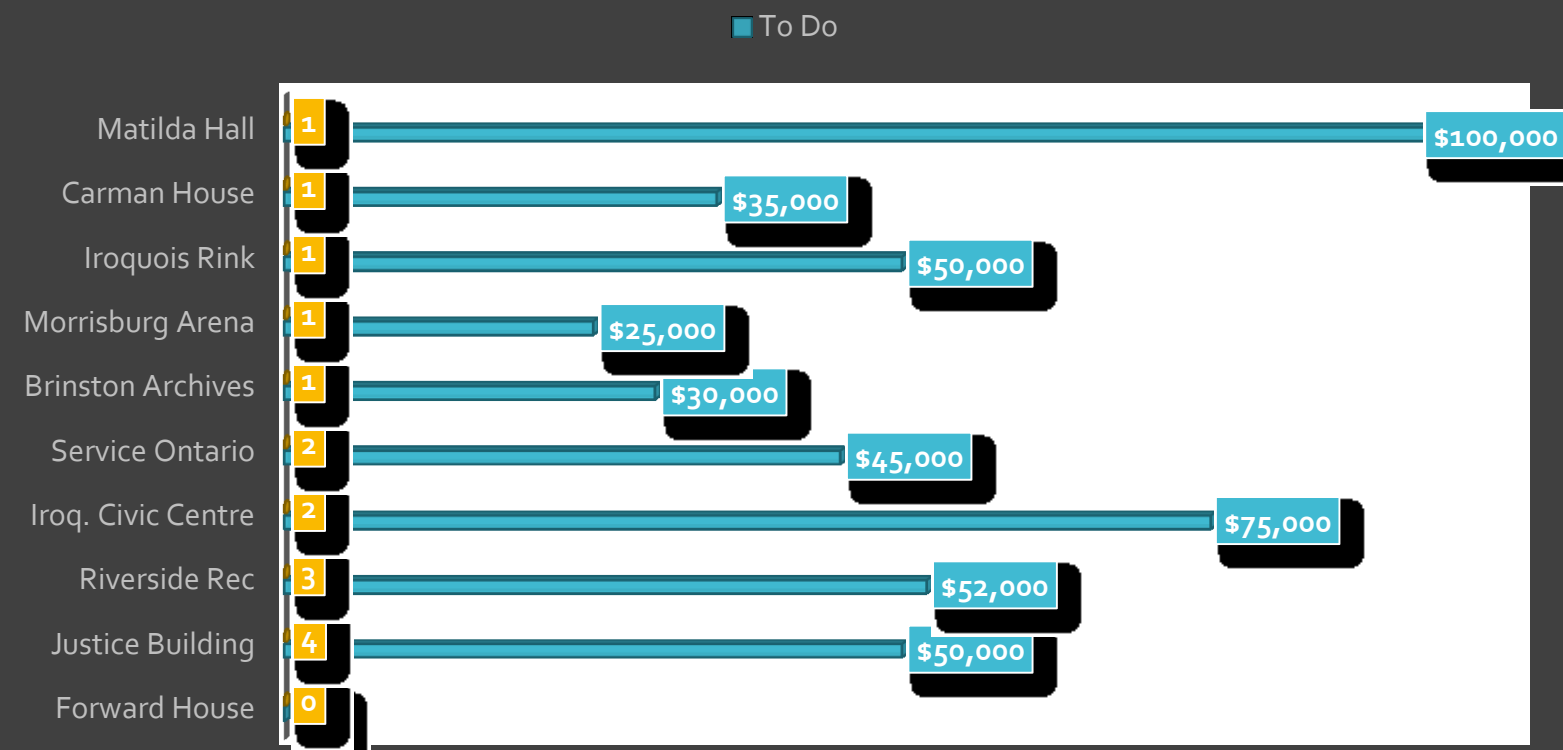 To Do
Matilda Hall 1 $100,000
Carman House 1 $35,000
Iroquois Rink 1 $50,000
Morrisburg Arena 1 $25,000
Brinston Archives 1 $30,000
Service Ontario 2 $45,000
Iroq. Civic Centre 2 $75,000
Riverside Rec 3 $52,000
Justice Building 4 $50,000
Forward House 0